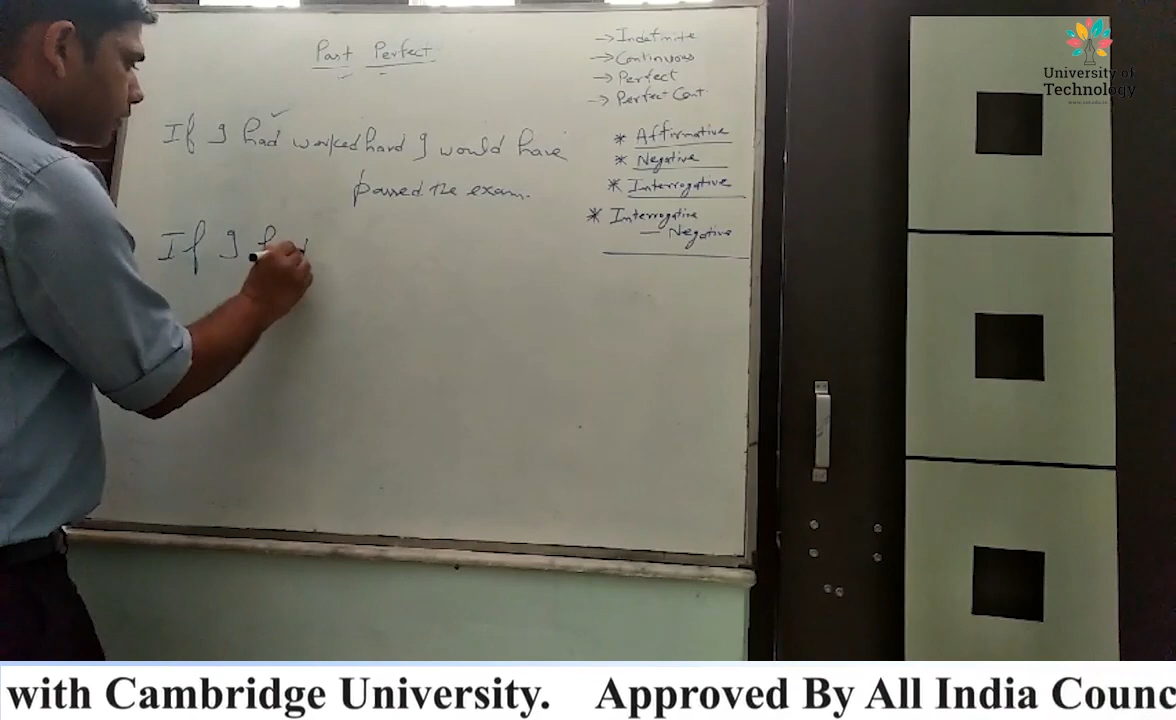 Past Perfect
If I had worked hard I would have
passed the exam.
If I
→ Indefinite
→ Continuous
→ Perfect
→ Perfect Cont.
* Affirmative
* Negative
* Interrogative
* Interrogative
— Negative
University of
Technology
with Cambridge University. Approved By All India Counc